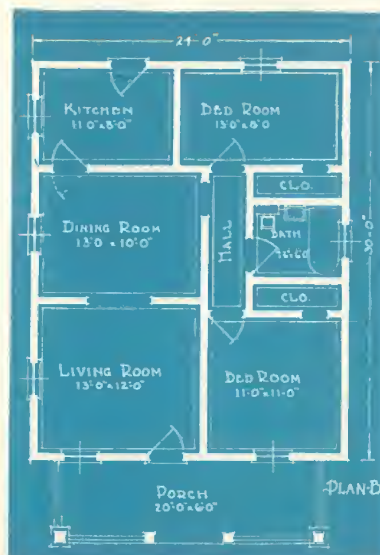 24'-0"
KITCHEN
11'-0"x8'-0"
BED ROOM
13'-0"x8'-0"
CLO.
DINING ROOM
13'-0 x 10'-0"
HALL
BATH
30'-0"
CLO.
LIVING ROOM
13'-0"x12'-0"
BED ROOM
11'-0"x11'-0"
PORCH
20'-0"x6'0"
PLAN-B